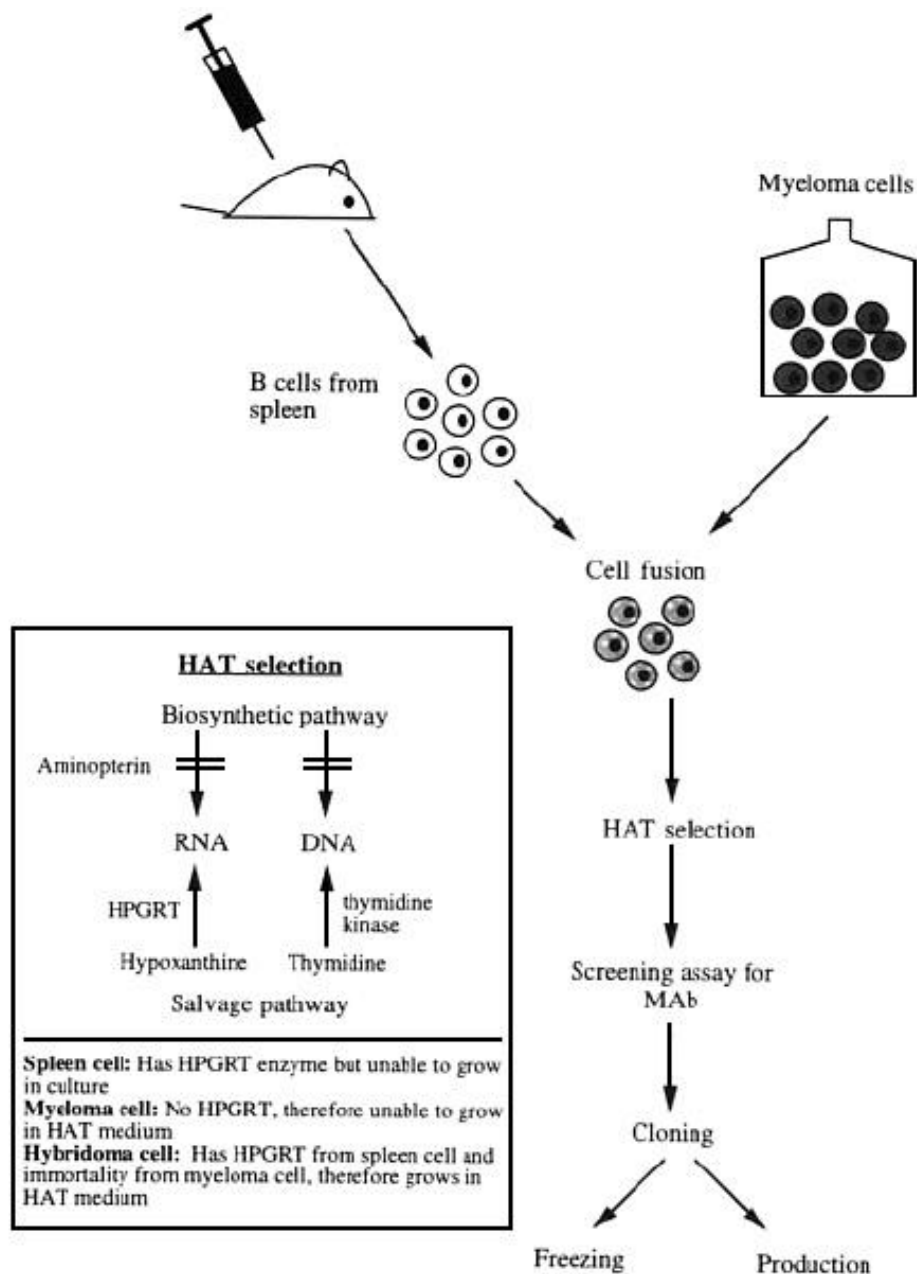 Myeloma cells
B cells from
spleen
Cell fusion
HAT selection
Biosynthetic pathway
Aminopterin
RNA
DNA
HPGRT
thymidine
kinase
Hypoxanthine
Thymidine
Salvage pathway
Spleen cell: Has HPGRT enzyme but unable to grow
in culture
Myeloma cell: No HPGRT, therefore unable to grow
in HAT medium
Hybridoma cell: Has HPGRT from spleen cell and
immortality from myeloma cell, therefore grows in
HAT medium
HAT selection
Screening assay for
MAb
Cloning
Freezing
Production